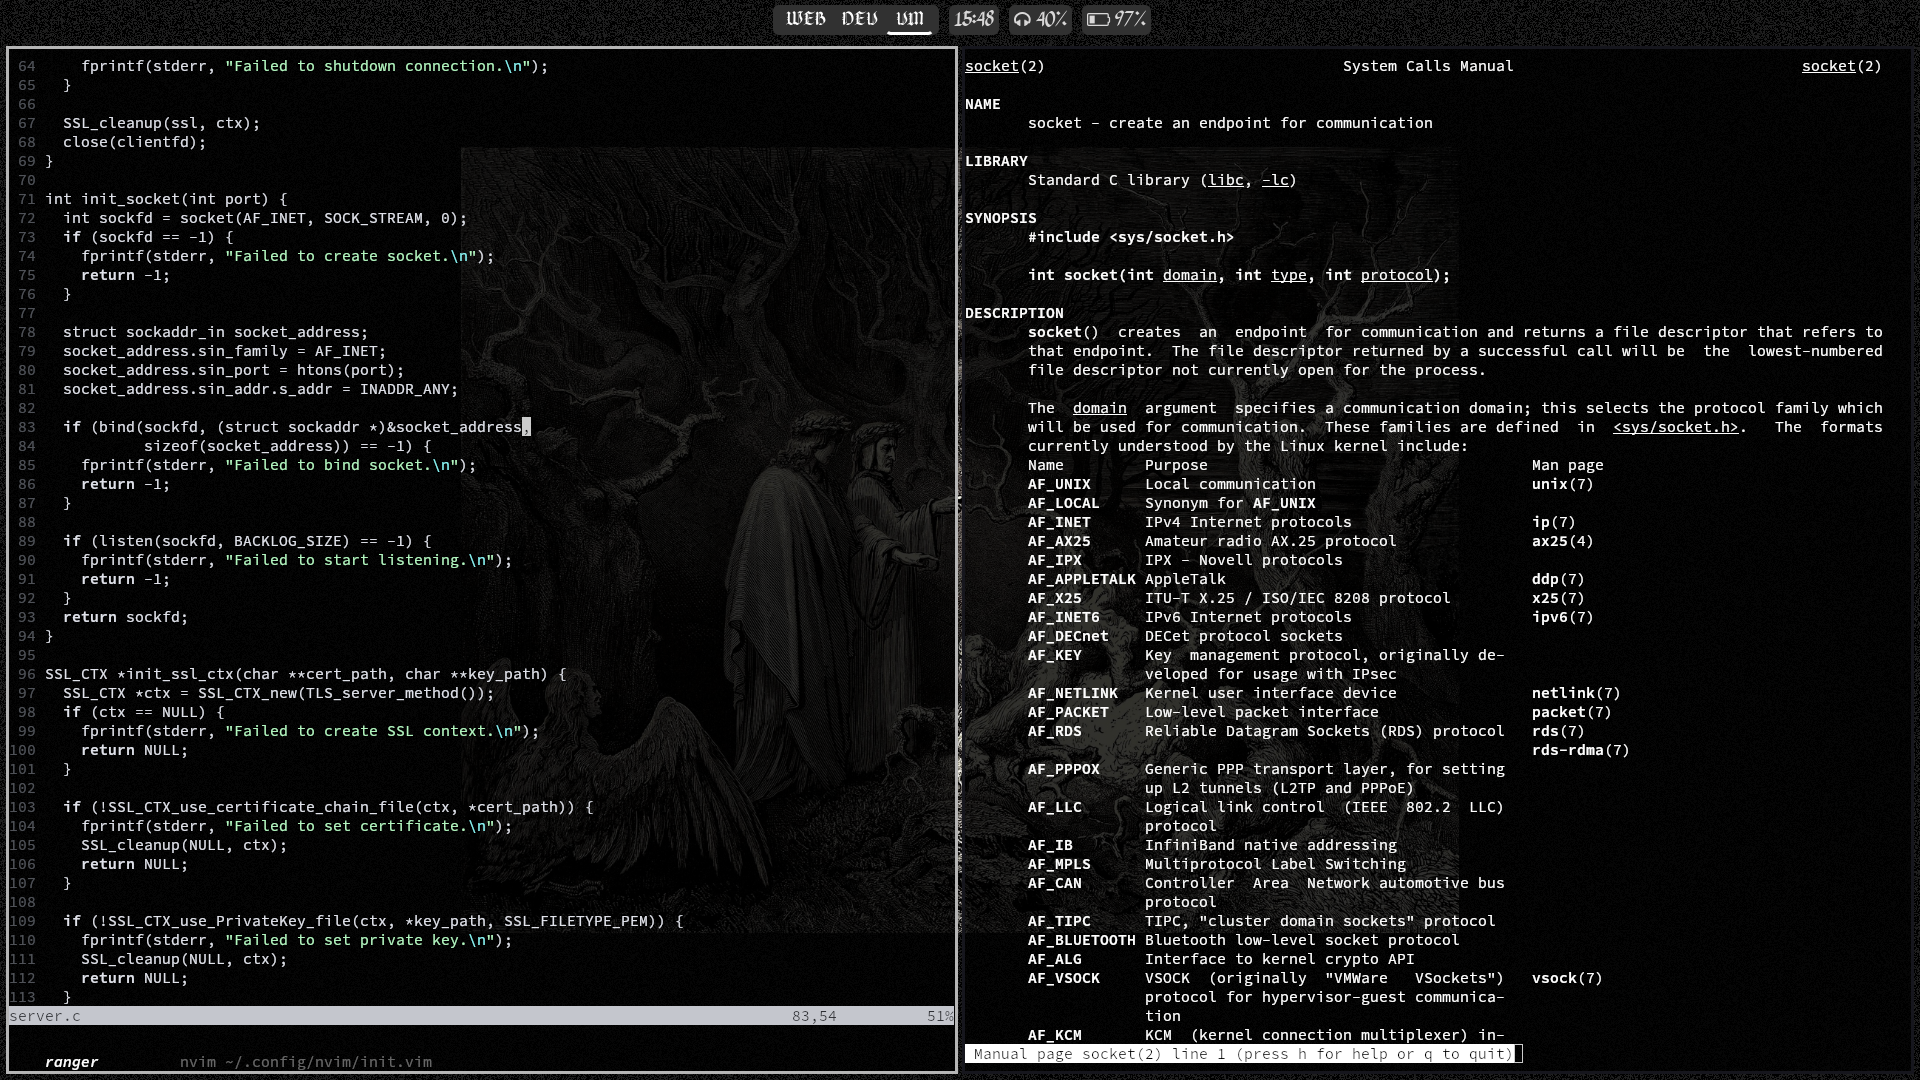 WEB DEV VM 15:48 40% 97%
64 fprintf(stderr, "Failed to shutdown connection.\n");
65 }
66
67 SSL_cleanup(ssl, ctx);
68 close(clientfd);
69 }
70
71 int init_socket(int port) {
72 int sockfd = socket(AF_INET, SOCK_STREAM, 0);
73 if (sockfd == -1) {
74 fprintf(stderr, "Failed to create socket.\n");
75 return -1;
76 }
77
78 struct sockaddr_in socket_address;
79 socket_address.sin_family = AF_INET;
80 socket_address.sin_port = htons(port);
81 socket_address.sin_addr.s_addr = INADDR_ANY;
82
83 if (bind(sockfd, (struct sockaddr *)&socket_address,
84 sizeof(socket_address)) == -1) {
85 fprintf(stderr, "Failed to bind socket.\n");
86 return -1;
87 }
88
89 if (listen(sockfd, BACKLOG_SIZE) == -1) {
90 fprintf(stderr, "Failed to start listening.\n");
91 return -1;
92 }
93 return sockfd;
94 }
95
96 SSL_CTX *init_ssl_ctx(char **cert_path, char **key_path) {
97 SSL_CTX *ctx = SSL_CTX_new(TLS_server_method());
98 if (ctx == NULL) {
99 fprintf(stderr, "Failed to create SSL context.\n");
100 return NULL;
101 }
102
103 if (!SSL_CTX_use_certificate_chain_file(ctx, *cert_path)) {
104 fprintf(stderr, "Failed to set certificate.\n");
105 SSL_cleanup(NULL, ctx);
106 return NULL;
107 }
108
109 if (!SSL_CTX_use_PrivateKey_file(ctx, *key_path, SSL_FILETYPE_PEM)) {
110 fprintf(stderr, "Failed to set private key.\n");
111 SSL_cleanup(NULL, ctx);
112 return NULL;
113 }
server.c 83,54 51%
ranger nvim ~/.config/nvim/init.vim
socket(2) System Calls Manual socket(2)
NAME
socket - create an endpoint for communication
LIBRARY
Standard C library (libc, -lc)
SYNOPSIS
#include <sys/socket.h>
int socket(int domain, int type, int protocol);
DESCRIPTION
socket() creates an endpoint for communication and returns a file descriptor that refers to
that endpoint. The file descriptor returned by a successful call will be the lowest-numbered
file descriptor not currently open for the process.
The domain argument specifies a communication domain; this selects the protocol family which
will be used for communication. These families are defined in <sys/socket.h>. The formats
currently understood by the Linux kernel include:
Name Purpose Man page
AF_UNIX Local communication unix(7)
AF_LOCAL Synonym for AF_UNIX
AF_INET IPv4 Internet protocols ip(7)
AF_AX25 Amateur radio AX.25 protocol ax25(4)
AF_IPX IPX - Novell protocols
AF_APPLETALK AppleTalk ddp(7)
AF_X25 ITU-T X.25 / ISO/IEC 8208 protocol x25(7)
AF_INET6 IPv6 Internet protocols ipv6(7)
AF_DECnet DECet protocol sockets
AF_KEY Key management protocol, originally de-
veloped for usage with IPsec
AF_NETLINK Kernel user interface device netlink(7)
AF_PACKET Low-level packet interface packet(7)
AF_RDS Reliable Datagram Sockets (RDS) protocol rds(7)
rds-rdma(7)
AF_PPPOX Generic PPP transport layer, for setting
up L2 tunnels (L2TP and PPPoE)
AF_LLC Logical link control (IEEE 802.2 LLC)
protocol
AF_IB InfiniBand native addressing
AF_MPLS Multiprotocol Label Switching
AF_CAN Controller Area Network automotive bus
protocol
AF_TIPC TIPC, "cluster domain sockets" protocol
AF_BLUETOOTH Bluetooth low-level socket protocol
AF_ALG Interface to kernel crypto API
AF_VSOCK VSOCK (originally "VMWare VSockets") vsock(7)
protocol for hypervisor-guest communica-
tion
AF_KCM KCM (kernel connection multiplexer) in-
Manual page socket(2) line 1 (press h for help or q to quit)